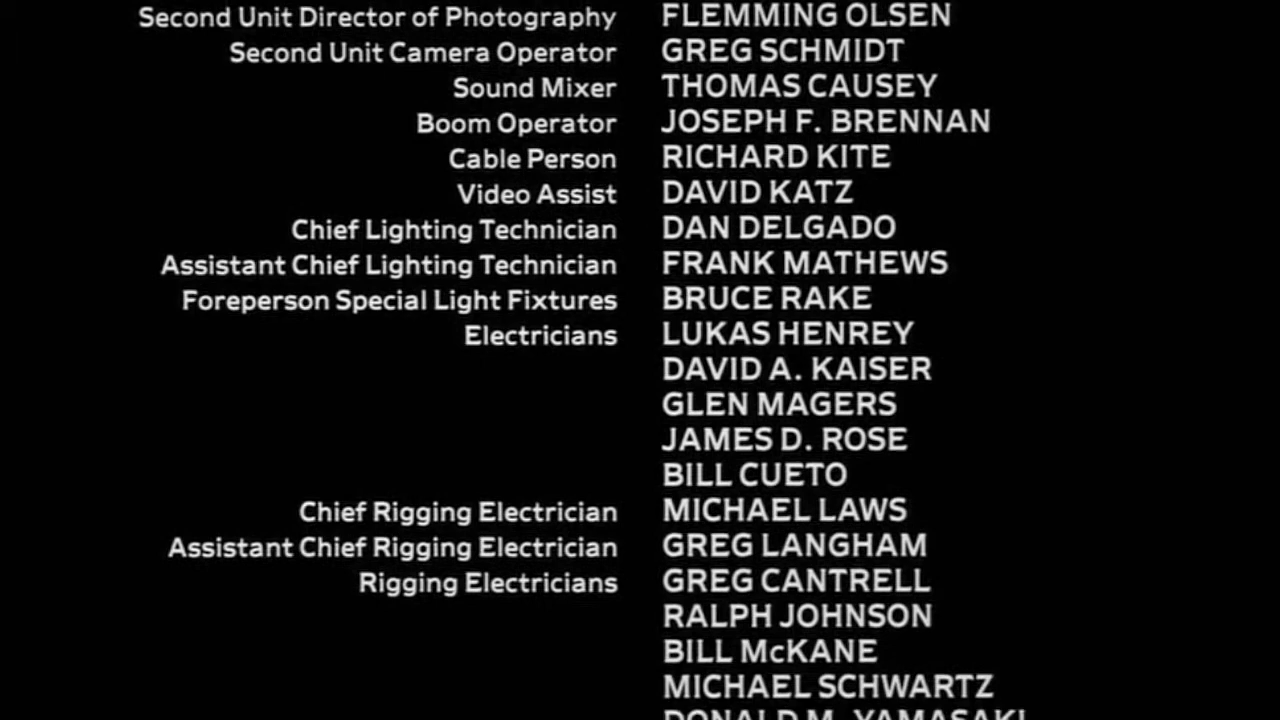 Second Unit Director of Photography FLEMMING OLSEN
Second Unit Camera Operator GREG SCHMIDT
Sound Mixer THOMAS CAUSEY
Boom Operator JOSEPH F. BRENNAN
Cable Person RICHARD KITE
Video Assist DAVID KATZ
Chief Lighting Technician DAN DELGADO
Assistant Chief Lighting Technician FRANK MATHEWS
Foreperson Special Light Fixtures BRUCE RAKE
Electricians LUKAS HENREY
DAVID A. KAISER
GLEN MAGERS
JAMES D. ROSE
BILL CUETO
Chief Rigging Electrician MICHAEL LAWS
Assistant Chief Rigging Electrician GREG LANGHAM
Rigging Electricians GREG CANTRELL
RALPH JOHNSON
BILL McKANE
MICHAEL SCHWARTZ
DONALD M. YAMASAKI